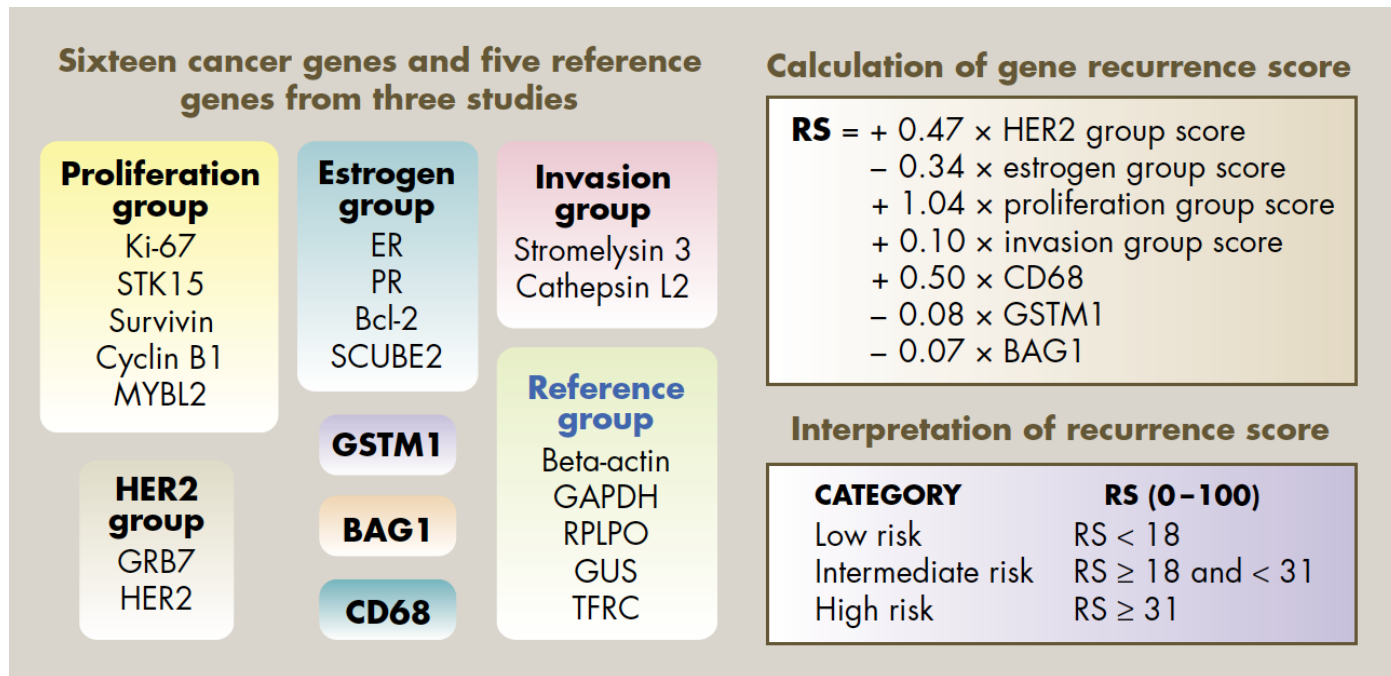 Sixteen cancer genes and five reference
genes from three studies
Proliferation
group
Ki-67
STK15
Survivin
Cyclin B1
MYBL2
Estrogen
group
ER
PR
Bcl-2
SCUBE2
Invasion
group
Stromelysin 3
Cathepsin L2
HER2
group
GRB7
HER2
GSTM1
BAG1
CD68
Reference
group
Beta-actin
GAPDH
RPLPO
GUS
TFRC
Calculation of gene recurrence score
RS = + 0.47 × HER2 group score
– 0.34 × estrogen group score
+ 1.04 × proliferation group score
+ 0.10 × invasion group score
+ 0.50 × CD68
– 0.08 × GSTM1
– 0.07 × BAG1
Interpretation of recurrence score
CATEGORY RS (0–100)
Low risk RS < 18
Intermediate risk RS ≥ 18 and < 31
High risk RS ≥ 31